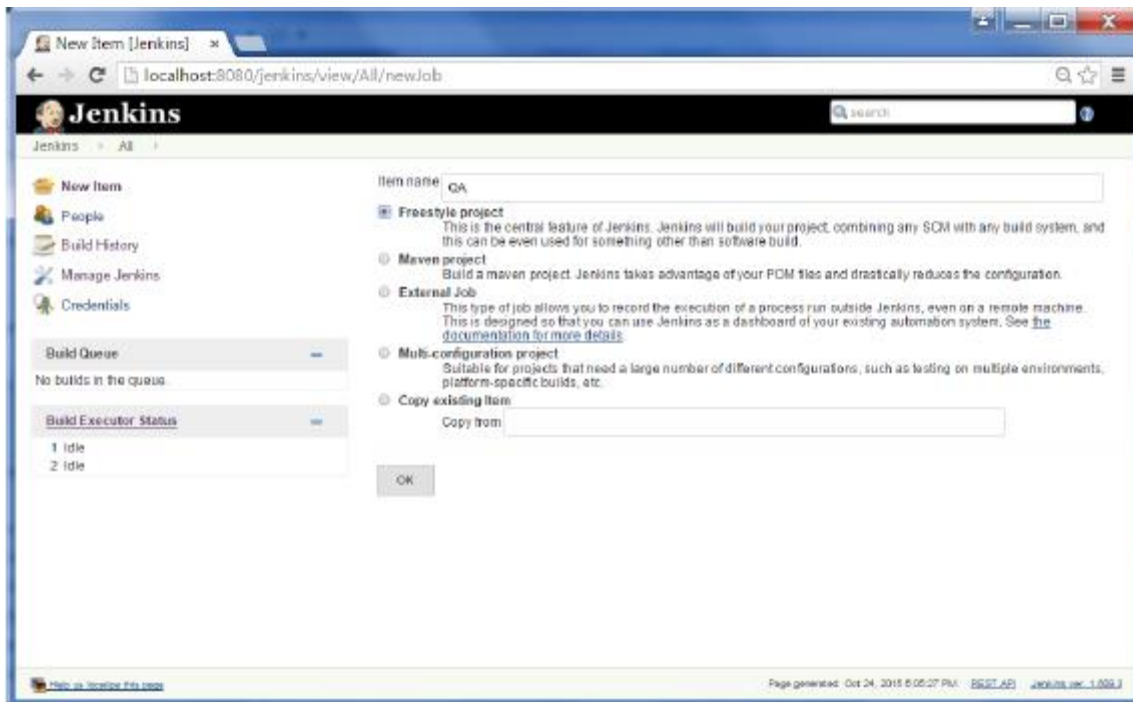 New Item [Jenkins]
localhost:8080/jenkins/view/All/newJob
Jenkins
search
Jenkins
All
New Item
People
Build History
Manage Jenkins
Credentials
Build Queue
No builds in the queue.
Build Executor Status
1 Idle
2 Idle
Item name QA
Freestyle project
This is the central feature of Jenkins. Jenkins will build your project, combining any SCM with any build system, and
this can be even used for something other than software build.
Maven project
Build a maven project. Jenkins takes advantage of your POM files and drastically reduces the configuration.
External Job
This type of job allows you to record the execution of a process run outside Jenkins, even on a remote machine.
This is designed so that you can use Jenkins as a dashboard of your existing automation system. See the
documentation for more details.
Multi-configuration project
Suitable for projects that need a large number of different configurations, such as testing on multiple environments,
platform-specific builds, etc.
Copy existing Item
Copy from
OK
Help us localize this page
Page generated: Oct 24, 2015 6:05:27 PM
REST API
Jenkins ver. 1.609.3